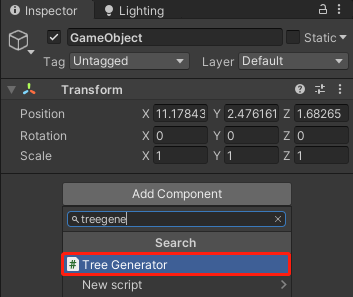 Inspector Lighting
GameObject Static
Tag Untagged Layer Default
Transform
Position X 11.17843 Y 2.476161 Z 1.68265
Rotation X 0 Y 0 Z 0
Scale X 1 Y 1 Z 1
Add Component
treegene
Search
# Tree Generator
New script